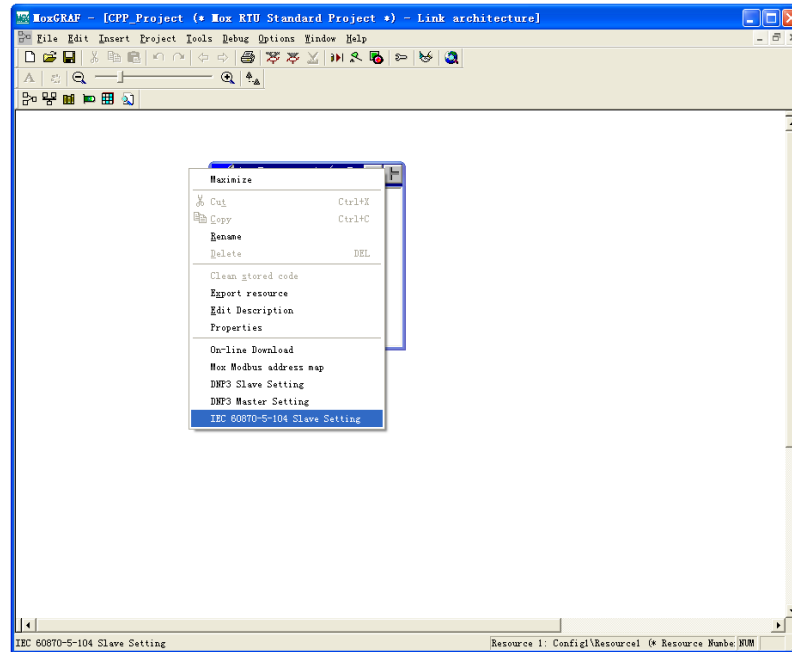 MoxGRAF - [CPP_Project (* Mox RTU Standard Project *) - Link architecture]
File Edit Insert Project Tools Debug Options Window Help
Maximize
Cut Ctrl+X
Copy Ctrl+C
Rename
Delete DEL
Clean stored code
Export resource
Edit Description
Properties
On-line Download
Mox Modbus address map
DNP3 Slave Setting
DNP3 Master Setting
IEC 60870-5-104 Slave Setting
IEC 60870-5-104 Slave Setting Resource 1: Config1\Resource1 (* Resource Numbe: NUM